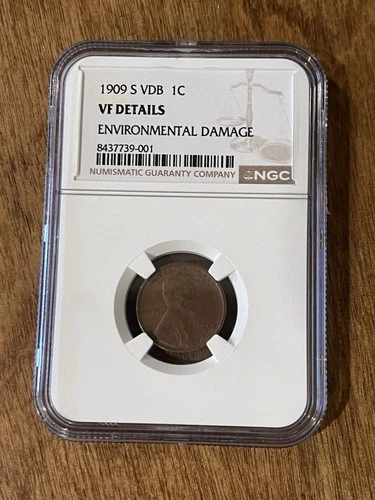 1909 S VDB 1C
VF DETAILS
ENVIRONMENTAL DAMAGE
8437739-001
NUMISMATIC GUARANTY COMPANY NGC